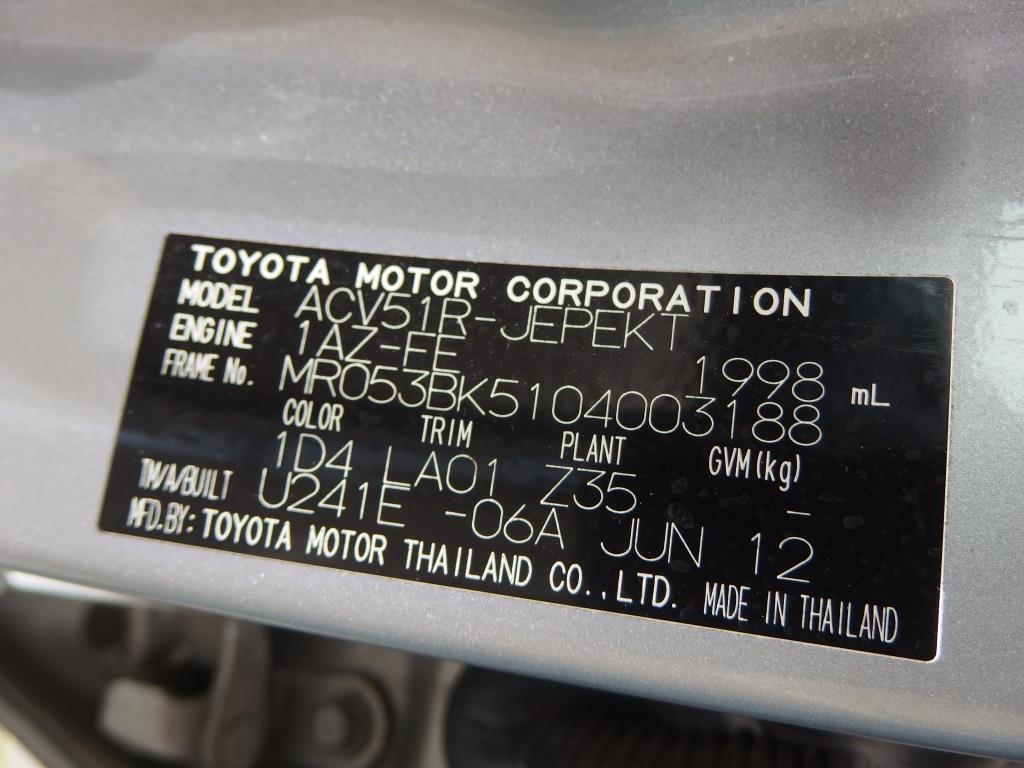 TOYOTA MOTOR CORPORATION
MODEL ACV51R-JEPEKT
ENGINE 1AZ-FE 1998 mL
FRAME No. MR053BK5104003188
COLOR TRIM PLANT GVM(kg)
1D4 LA01 Z35 -
TM/A/BUILT U241E -06A JUN 12
MFD.BY: TOYOTA MOTOR THAILAND CO.,LTD. MADE IN THAILAND